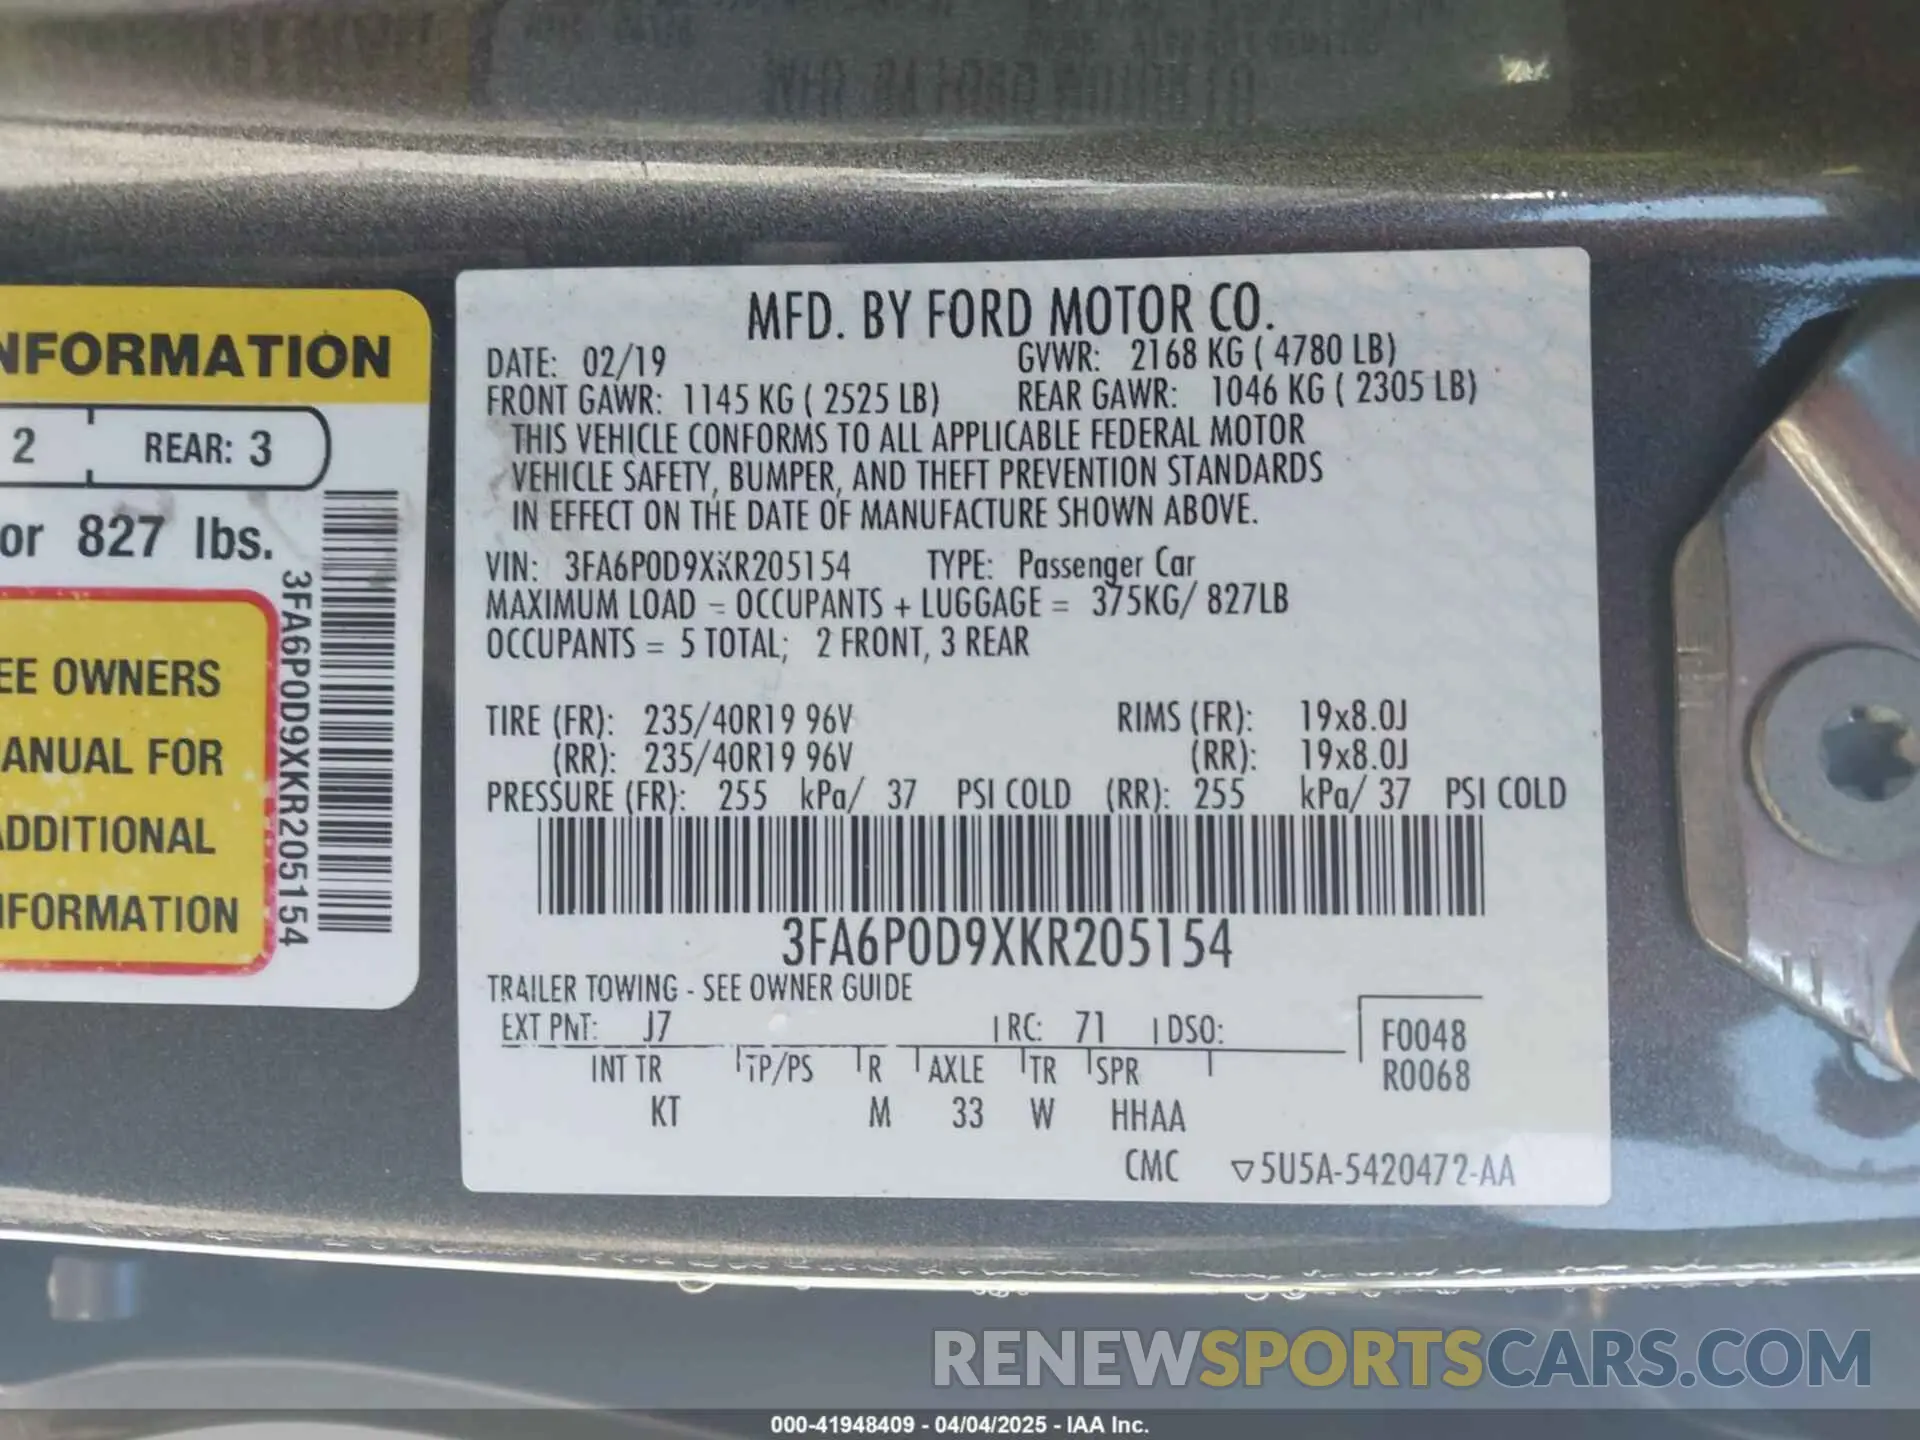 NFORMATION
2 REAR: 3
or 827 lbs.
EE OWNERS
ANUAL FOR
ADDITIONAL
NFORMATION
3FA6P0D9XKR205154
MFD. BY FORD MOTOR CO.
DATE: 02/19 GVWR: 2168 KG ( 4780 LB)
FRONT GAWR: 1145 KG ( 2525 LB) REAR GAWR: 1046 KG ( 2305 LB)
THIS VEHICLE CONFORMS TO ALL APPLICABLE FEDERAL MOTOR
VEHICLE SAFETY, BUMPER, AND THEFT PREVENTION STANDARDS
IN EFFECT ON THE DATE OF MANUFACTURE SHOWN ABOVE.
VIN: 3FA6P0D9XKR205154 TYPE: Passenger Car
MAXIMUM LOAD = OCCUPANTS + LUGGAGE = 375KG/ 827LB
OCCUPANTS = 5 TOTAL; 2 FRONT, 3 REAR
TIRE (FR): 235/40R19 96V RIMS (FR): 19x8.0J
(RR): 235/40R19 96V (RR): 19x8.0J
PRESSURE (FR): 255 kPa/ 37 PSI COLD (RR): 255 kPa/ 37 PSI COLD
3FA6P0D9XKR205154
TRAILER TOWING - SEE OWNER GUIDE
EXT PNT: J7 RC: 71 DSO: F0048
INT TR TP/PS R AXLE TR SPR R0068
KT M 33 W HHAA
CMC ▽5U5A-5420472-AA
RENEWSPORTSCARS.COM
000-41948409 - 04/04/2025 - IAA Inc.